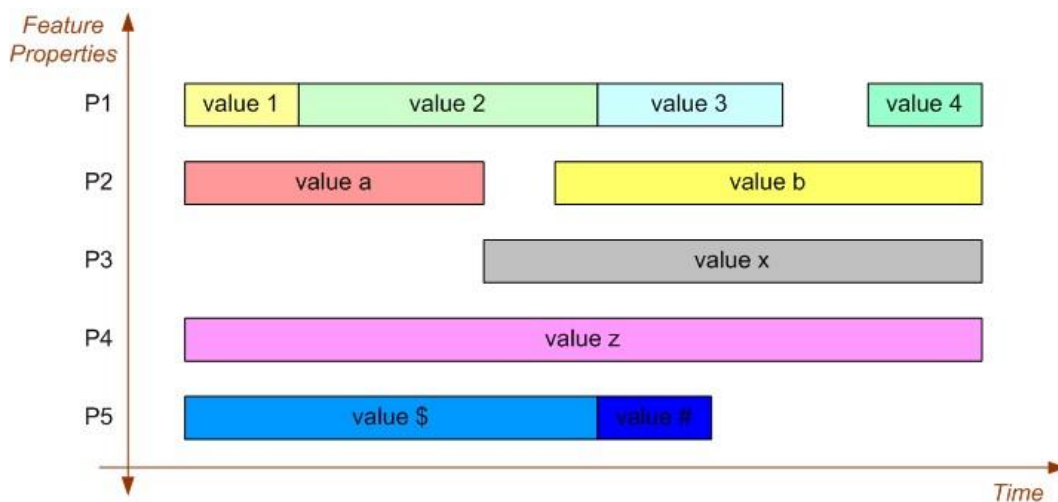 Feature
Properties
P1
value 1
value 2
value 3
value 4
P2
value a
value b
P3
value x
P4
value z
P5
value $
value #
Time